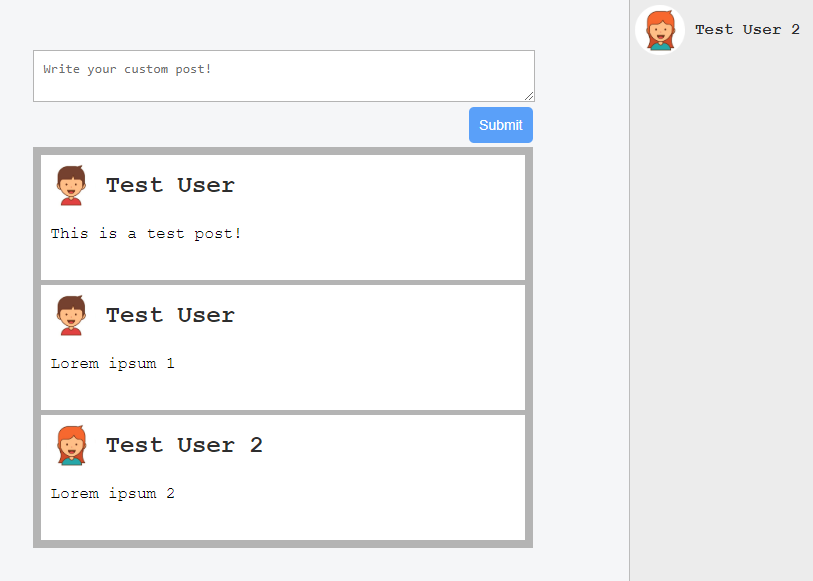 Write your custom post!
Submit
Test User
This is a test post!
Test User
Lorem ipsum 1
Test User 2
Lorem ipsum 2
Test User 2